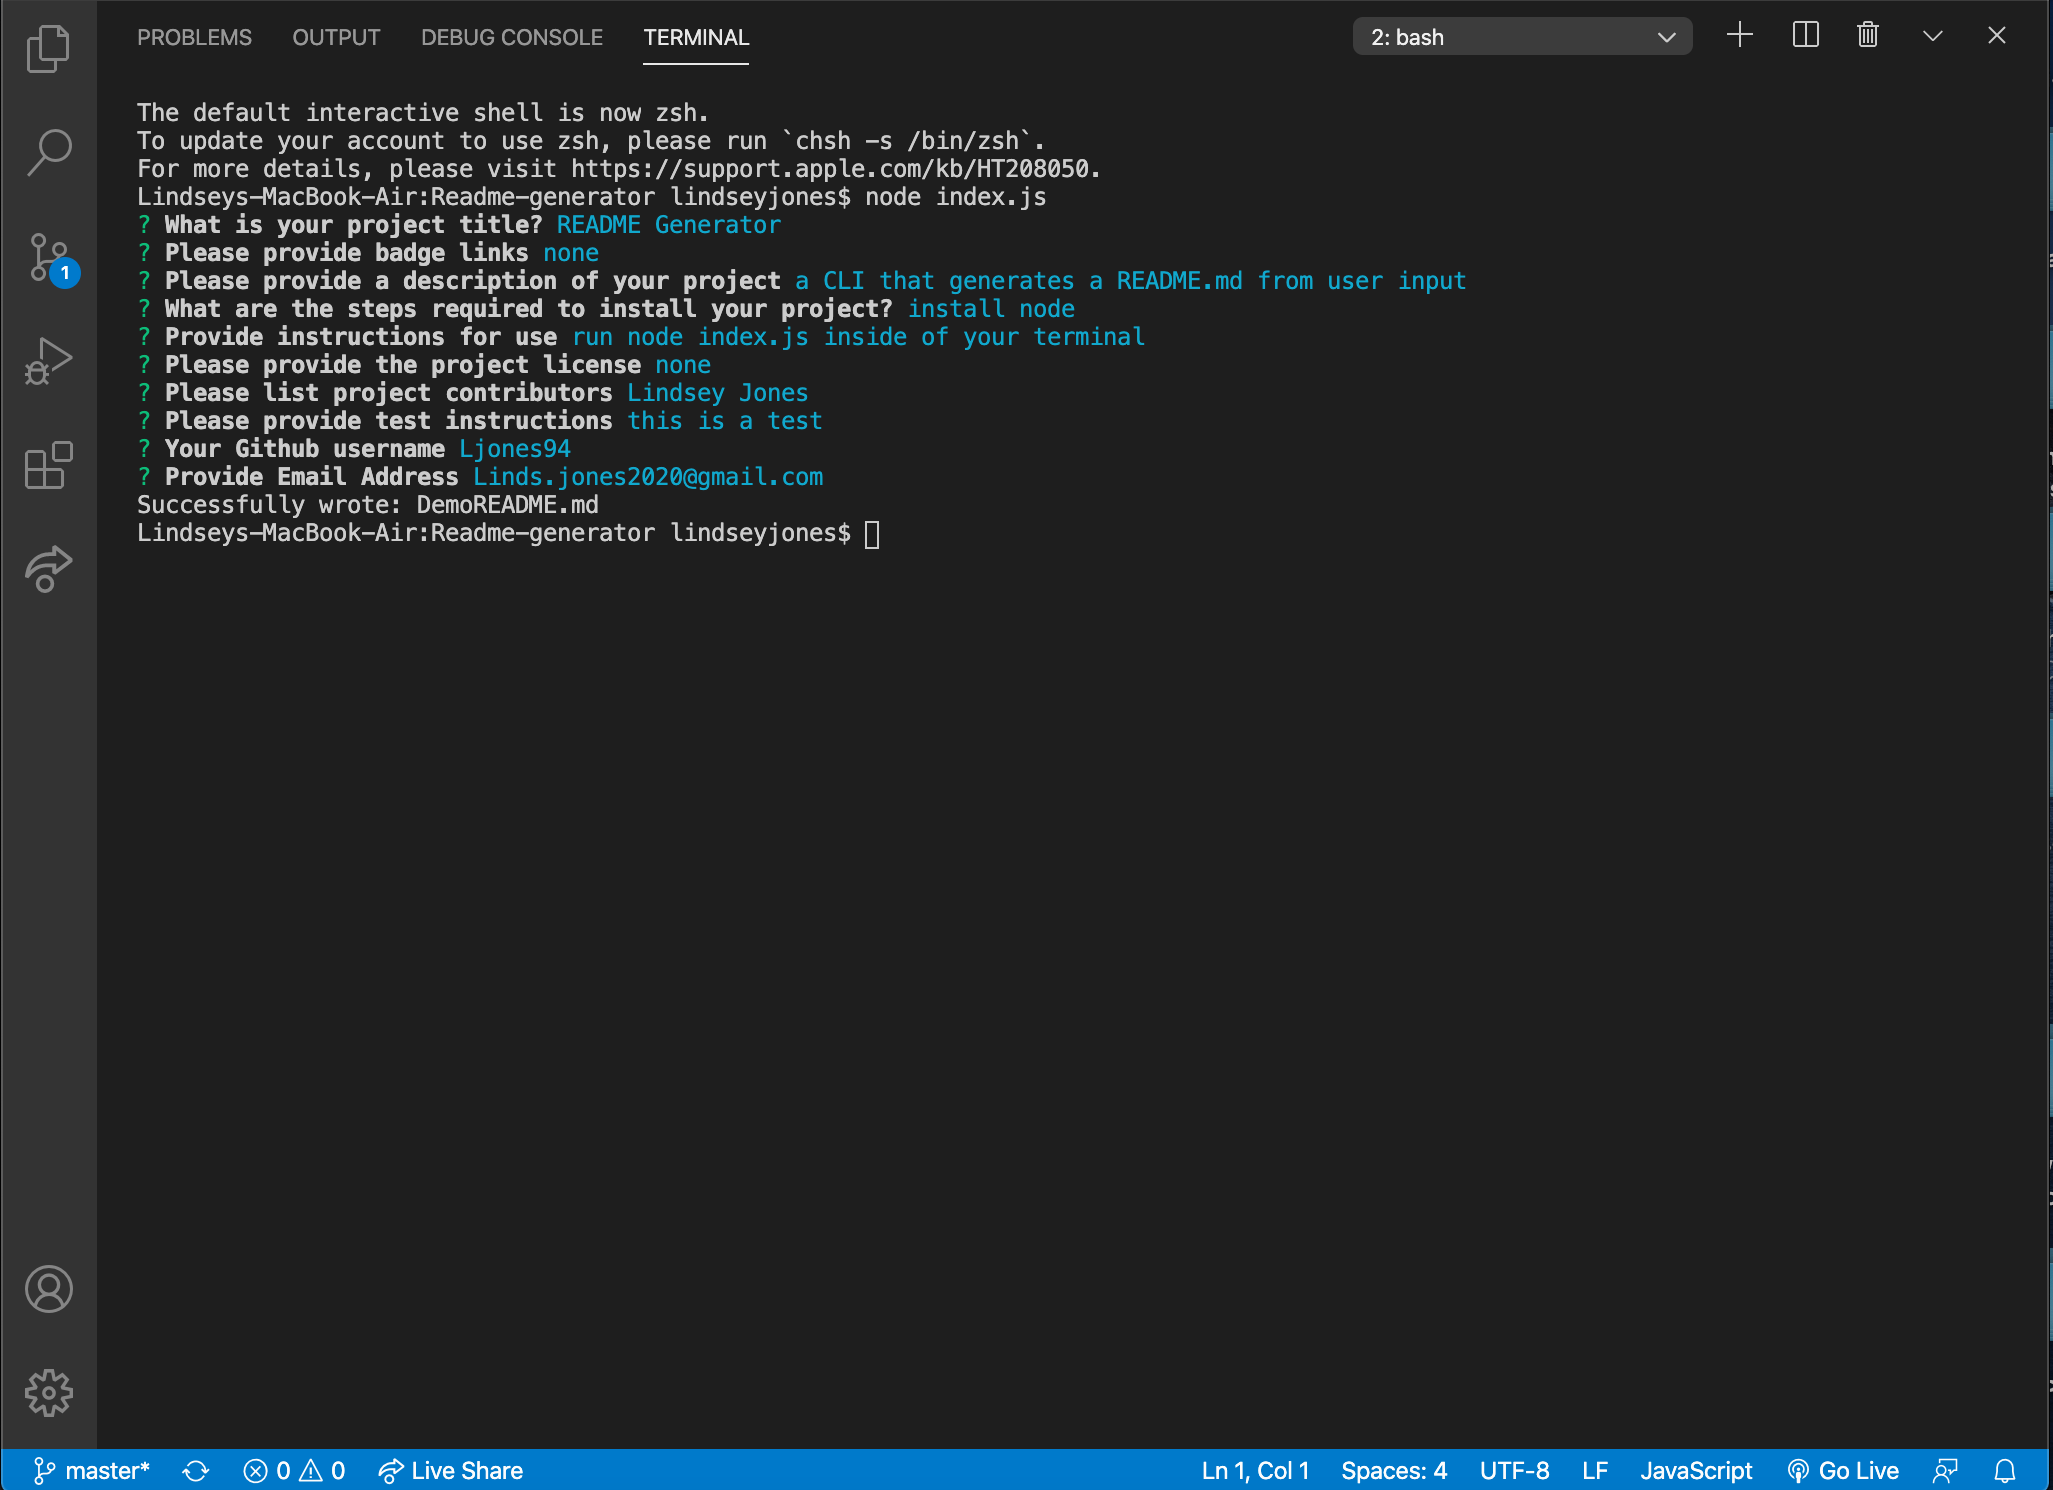 PROBLEMS OUTPUT DEBUG CONSOLE TERMINAL 2: bash
The default interactive shell is now zsh.
To update your account to use zsh, please run `chsh -s /bin/zsh`.
For more details, please visit https://support.apple.com/kb/HT208050.
Lindseys-MacBook-Air:Readme-generator lindseyjones$ node index.js
? What is your project title? README Generator
? Please provide badge links none
? Please provide a description of your project a CLI that generates a README.md from user input
? What are the steps required to install your project? install node
? Provide instructions for use run node index.js inside of your terminal
? Please provide the project license none
? Please list project contributors Lindsey Jones
? Please provide test instructions this is a test
? Your Github username Ljones94
? Provide Email Address Linds.jones2020@gmail.com
Successfully wrote: DemoREADME.md
Lindseys-MacBook-Air:Readme-generator lindseyjones$
1
master* 0 0 Live Share Ln 1, Col 1 Spaces: 4 UTF-8 LF JavaScript Go Live